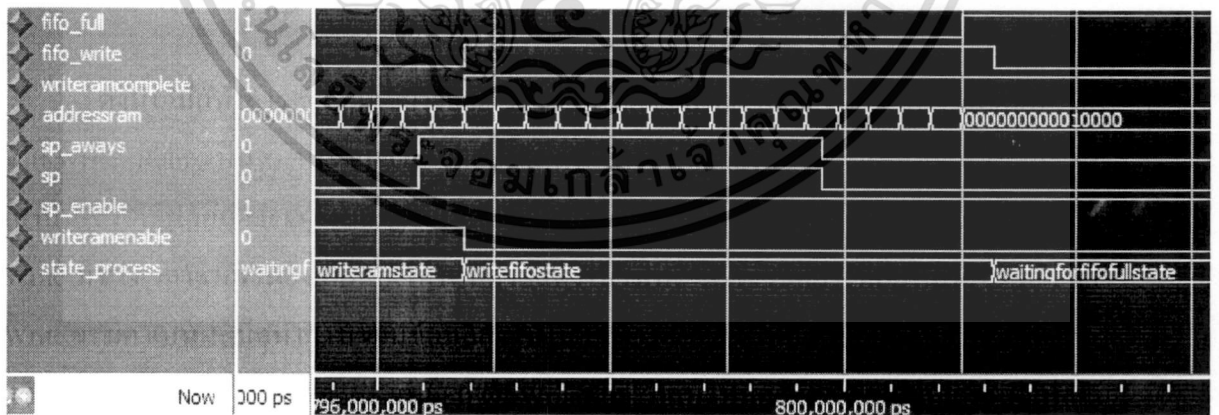 fifo_full 1
fifo_write 0
writeramcomplete 1
addressram 0000000 000000000010000
sp_aways 0
sp 0
sp_enable 1
writeramenable 0
state_process waitingf writeramstate writefifostate waitingforfifofullstate
Now 000 ps 796,000,000 ps 800,000,000 ps